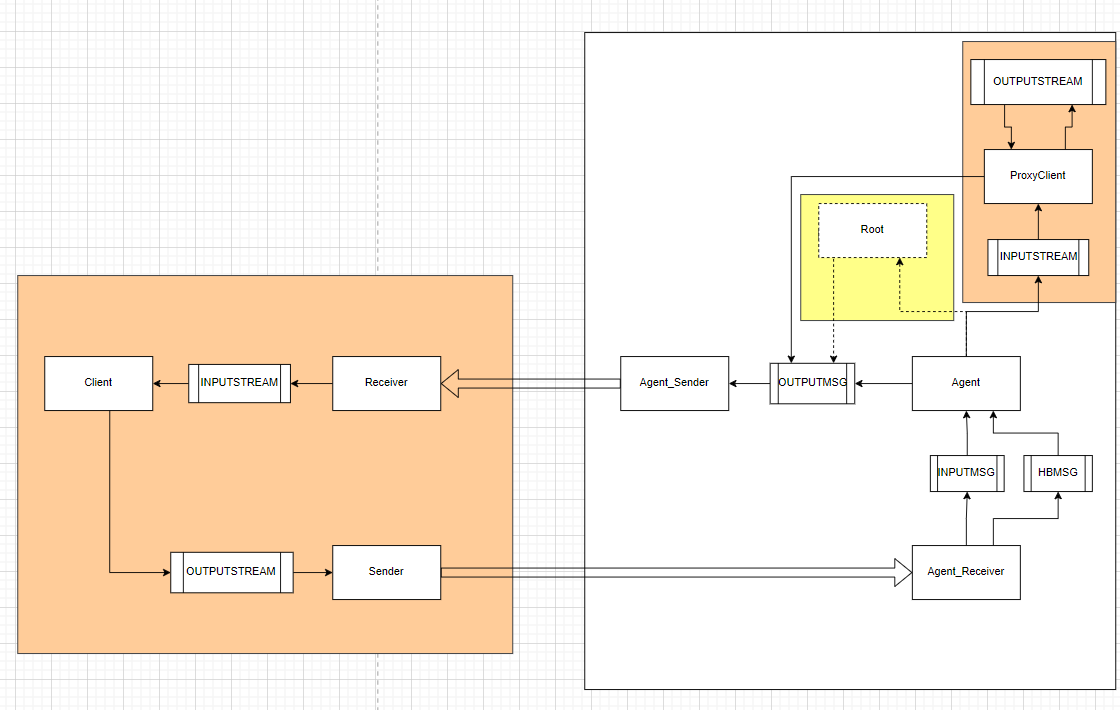 OUTPUTSTREAM
ProxyClient
Root
INPUTSTREAM
Client
INPUTSTREAM
Receiver
Agent_Sender
OUTPUTMSG
Agent
INPUTMSG
HBMSG
OUTPUTSTREAM
Sender
Agent_Receiver